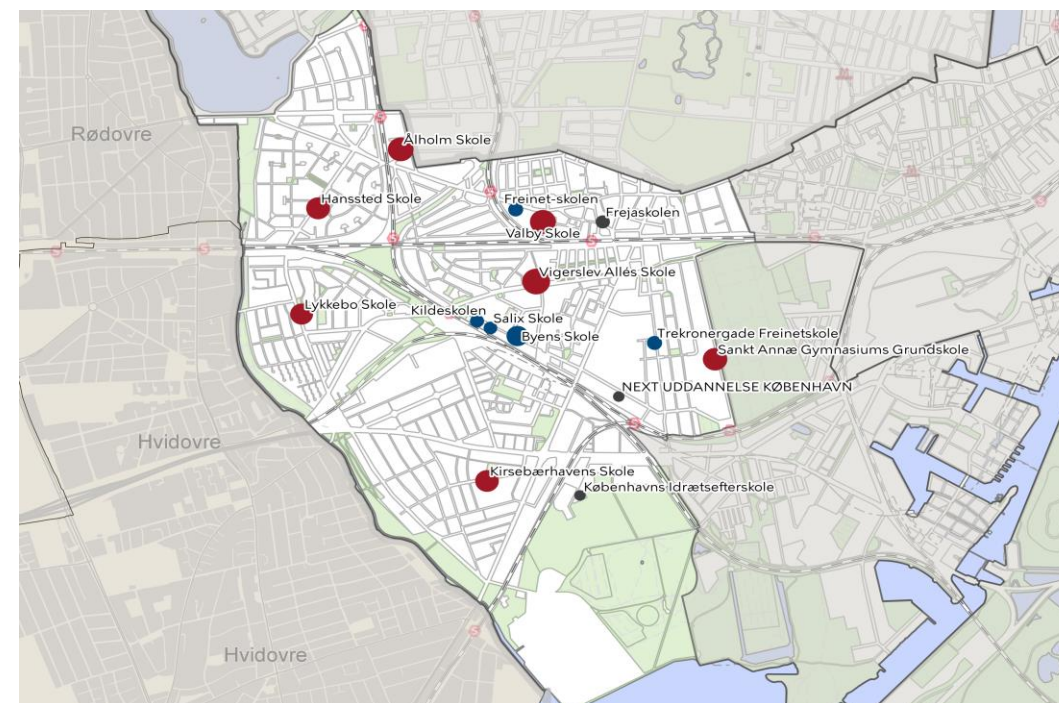 Rødovre
Ålholm Skole
Hanssted Skole
Freinet-skolen
Frejaskolen
Valby Skole
Vigerslev Allés Skole
Lykkebo Skole
Kildeskolen
Salix Skole
Byens Skole
Trekronergade Freinetskole
Sankt Annæ Gymnasiums Grundskole
NEXT UDDANNELSE KØBENHAVN
Hvidovre
Kirsebærhavens Skole
Københavns Idrætsefterskole
Hvidovre